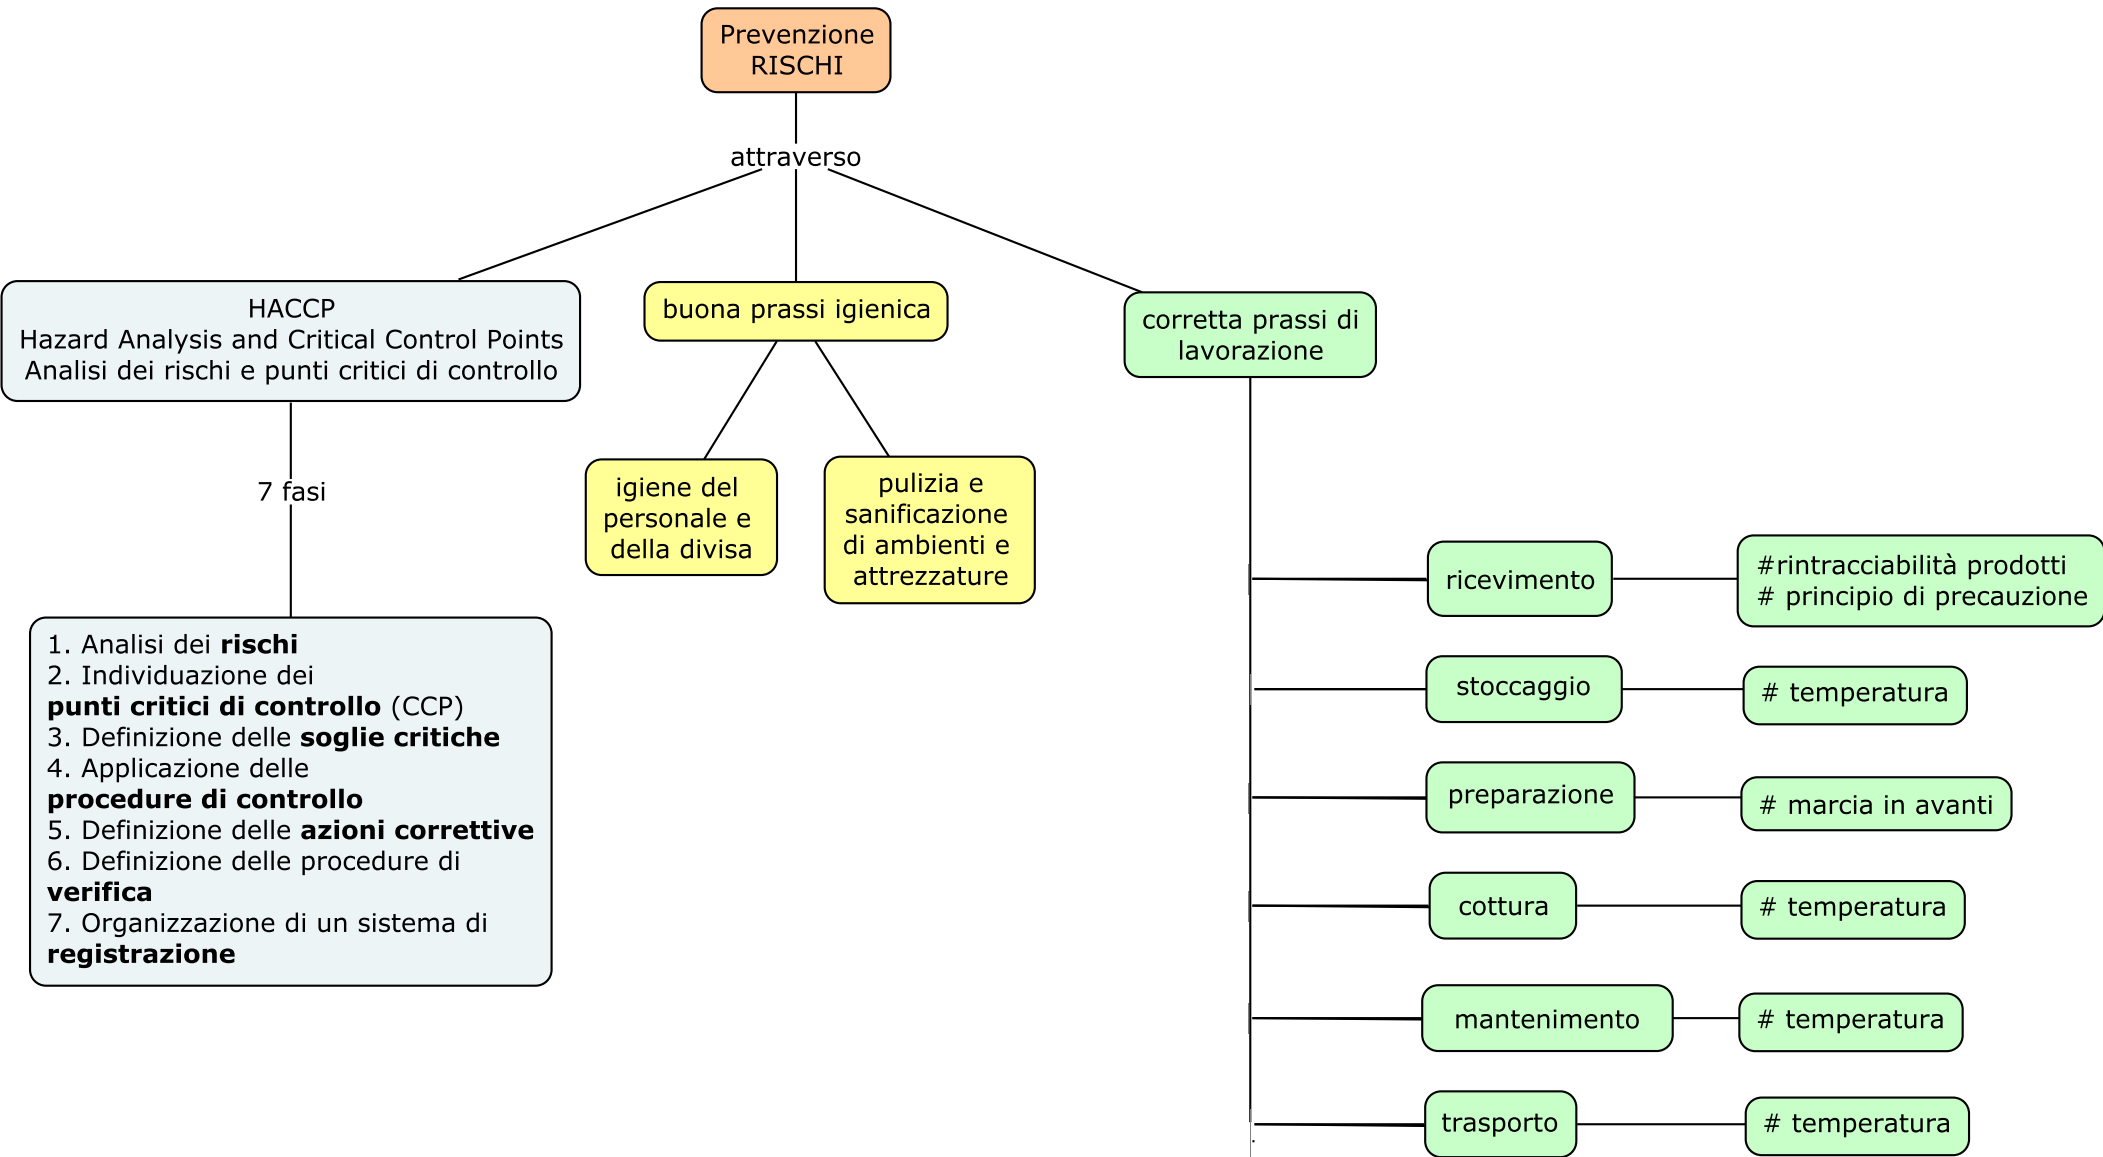 Prevenzione
RISCHI
attraverso
HACCP
Hazard Analysis and Critical Control Points
Analisi dei rischi e punti critici di controllo
7 fasi
1. Analisi dei rischi
2. Individuazione dei
punti critici di controllo (CCP)
3. Definizione delle soglie critiche
4. Applicazione delle
procedure di controllo
5. Definizione delle azioni correttive
6. Definizione delle procedure di
verifica
7. Organizzazione di un sistema di
registrazione
buona prassi igienica
igiene del
personale e
della divisa
pulizia e
sanificazione
di ambienti e
attrezzature
corretta prassi di
lavorazione
ricevimento
#rintracciabilità prodotti
# principio di precauzione
stoccaggio
# temperatura
preparazione
# marcia in avanti
cottura
# temperatura
mantenimento
# temperatura
trasporto
# temperatura